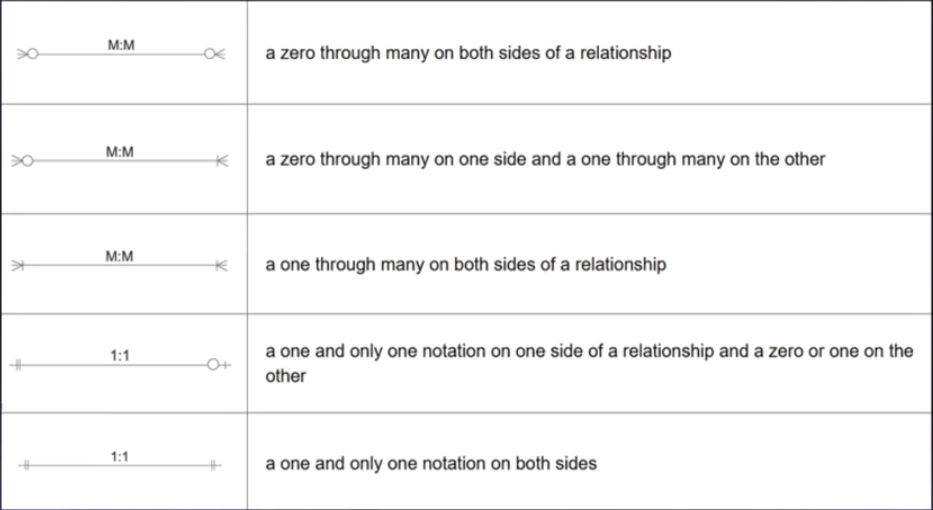 M:M
a zero through many on both sides of a relationship
M:M
a zero through many on one side and a one through many on the other
M:M
a one through many on both sides of a relationship
1:1
a one and only one notation on one side of a relationship and a zero or one on the
other
1:1
a one and only one notation on both sides